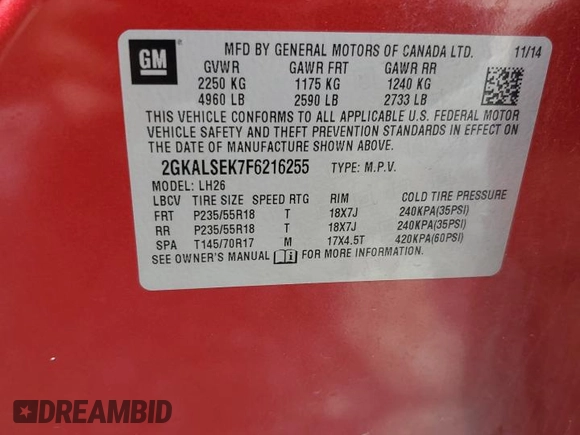 GM
MFD BY GENERAL MOTORS OF CANADA LTD. 11/14
GVWR GAWR FRT GAWR RR
2250 KG 1175 KG 1240 KG
4960 LB 2590 LB 2733 LB
THIS VEHICLE CONFORMS TO ALL APPLICABLE U.S. FEDERAL MOTOR
VEHICLE SAFETY AND THEFT PREVENTION STANDARDS IN EFFECT ON
THE DATE OF MANUFACTURE SHOWN ABOVE.
2GKALSEK7F6216255 TYPE: M.P.V.
MODEL: LH26
LBCV TIRE SIZE SPEED RTG RIM COLD TIRE PRESSURE
FRT P235/55R18 T 18X7J 240KPA(35PSI)
RR P235/55R18 T 18X7J 240KPA(35PSI)
SPA T145/70R17 M 17X4.5T 420KPA(60PSI)
SEE OWNER'S MANUAL FOR MORE INFORMATION.
DREAMBID